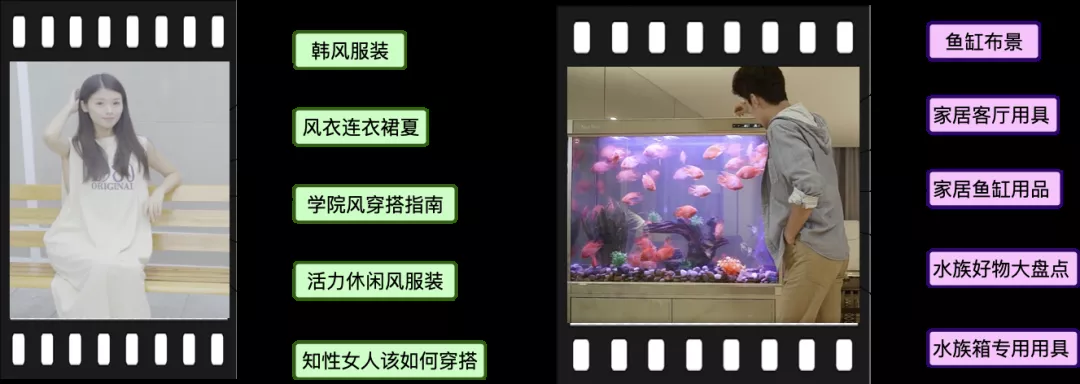 韩风服装
风衣连衣裙夏
学院风穿搭指南
活力休闲风服装
知性女人该如何穿搭
ORIGINAL
鱼缸布景
家居客厅用具
家居鱼缸用品
水族好物大盘点
水族箱专用用具